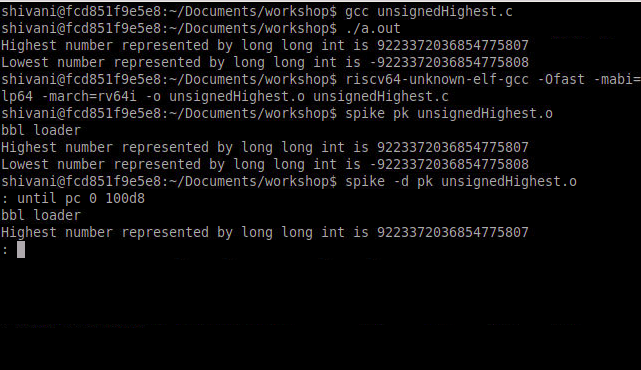 shivani@fcd851f9e5e8:~/Documents/workshop$ gcc unsignedHighest.c
shivani@fcd851f9e5e8:~/Documents/workshop$ ./a.out
Highest number represented by long long int is 9223372036854775807
Lowest number represented by long long int is -9223372036854775808
shivani@fcd851f9e5e8:~/Documents/workshop$ riscv64-unknown-elf-gcc -Ofast -mabi=
lp64 -march=rv64i -o unsignedHighest.o unsignedHighest.c
shivani@fcd851f9e5e8:~/Documents/workshop$ spike pk unsignedHighest.o
bbl loader
Highest number represented by long long int is 9223372036854775807
Lowest number represented by long long int is -9223372036854775808
shivani@fcd851f9e5e8:~/Documents/workshop$ spike -d pk unsignedHighest.o
: until pc 0 100d8
bbl loader
Highest number represented by long long int is 9223372036854775807
: